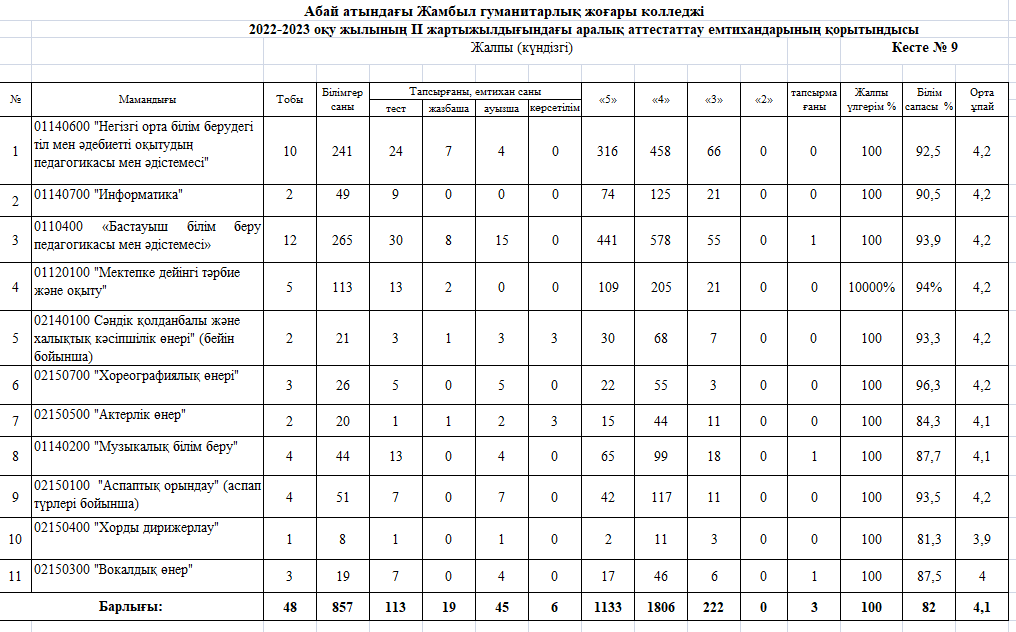 Абай атындағы Жамбыл гуманитарлық жоғары колледжі
2022-2023 оқу жылының II жартыжылдығындағы аралық аттестаттау емтихандарының қорытындысы
Жалпы (күндізгі) Кесте № 9
№ Мамандығы Тобы Білімгер саны Тапсырғаны, емтихан саны «5» «4» «3» «2» тапсырма ғаны Жалпы үлгерім % Білім сапасы % Орта ұпай
тест жазбаша ауызша көрсетілім
01140600 "Негізгі орта білім берудегі
тіл мен әдебиетті оқытудың
педагогикасы мен әдістемесі"
1 10 241 24 7 4 0 316 458 66 0 0 100 92,5 4,2
2 01140700 "Информатика" 2 49 9 0 0 0 74 125 21 0 0 100 90,5 4,2
0110400 «Бастауыш білім беру
педагогикасы мен әдістемесі»
3 12 265 30 8 15 0 441 578 55 0 1 100 93,9 4,2
01120100 "Мектепке дейінгі тәрбие
және оқыту"
4 5 113 13 2 0 0 109 205 21 0 0 10000% 94% 4,2
02140100 Сәндік қолданбалы және
халықтық кәсіпшілік өнері" (бейін
бойынша)
5 2 21 3 1 3 3 30 68 7 0 0 100 93,3 4,2
6 02150700 "Хореографиялық өнері" 3 26 5 0 5 0 22 55 3 0 0 100 96,3 4,2
7 02150500 "Актерлік өнер" 2 20 1 1 2 3 15 44 11 0 0 100 84,3 4,1
8 01140200 "Музыкалық білім беру" 4 44 13 0 4 0 65 99 18 0 1 100 87,7 4,1
02150100 "Аспаптық орындау" (аспап
түрлері бойынша)
9 4 51 7 0 7 0 42 117 11 0 0 100 93,5 4,2
10 02150400 "Хорды дирижерлау" 1 8 1 0 1 0 2 11 3 0 0 100 81,3 3,9
11 02150300 "Вокалдық өнер" 3 19 7 0 4 0 17 46 6 0 1 100 87,5 4
Барлығы: 48 857 113 19 45 6 1133 1806 222 0 3 100 82 4,1